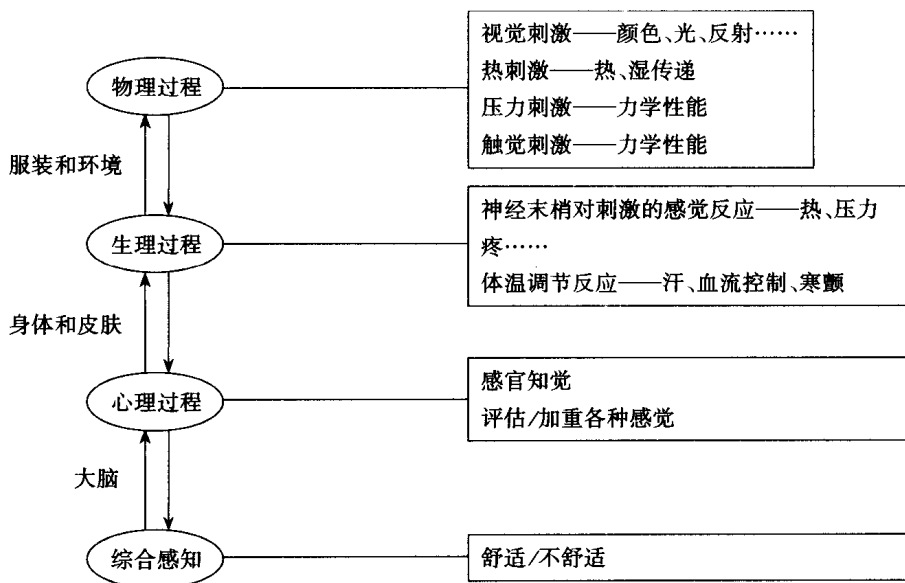 物理过程
视觉刺激——颜色、光、反射……
热刺激——热、湿传递
压力刺激——力学性能
触觉刺激——力学性能
服装和环境
生理过程
神经末梢对刺激的感觉反应——热、压力
疼……
体温调节反应——汗、血流控制、寒颤
身体和皮肤
心理过程
感官知觉
评估/加重各种感觉
大脑
综合感知
舒适/不舒适